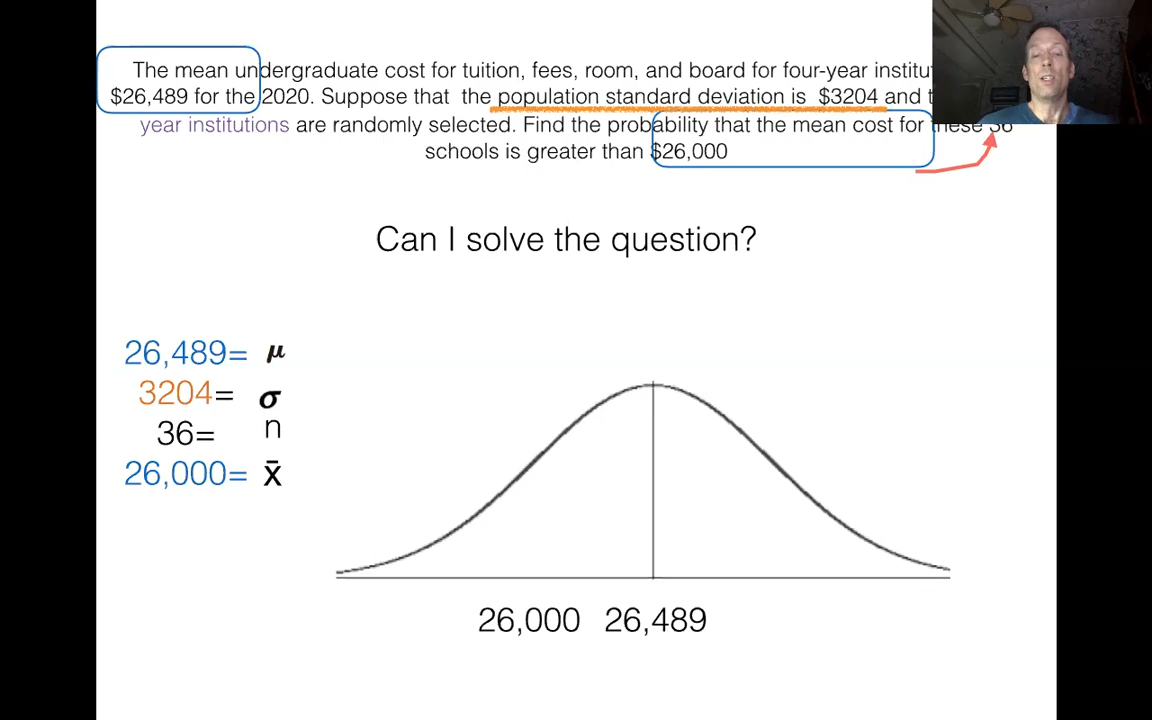 The mean undergraduate cost for tuition, fees, room, and board for four-year
$26,489 for the 2020. Suppose that the population standard deviation is $3204 and
year institutions are randomly selected. Find the probability that the mean cost for these 36
schools is greater than $26,000
Can I solve the question?
26,489= μ
3204= σ
36= n
26,000= x̄
26,000 26,489